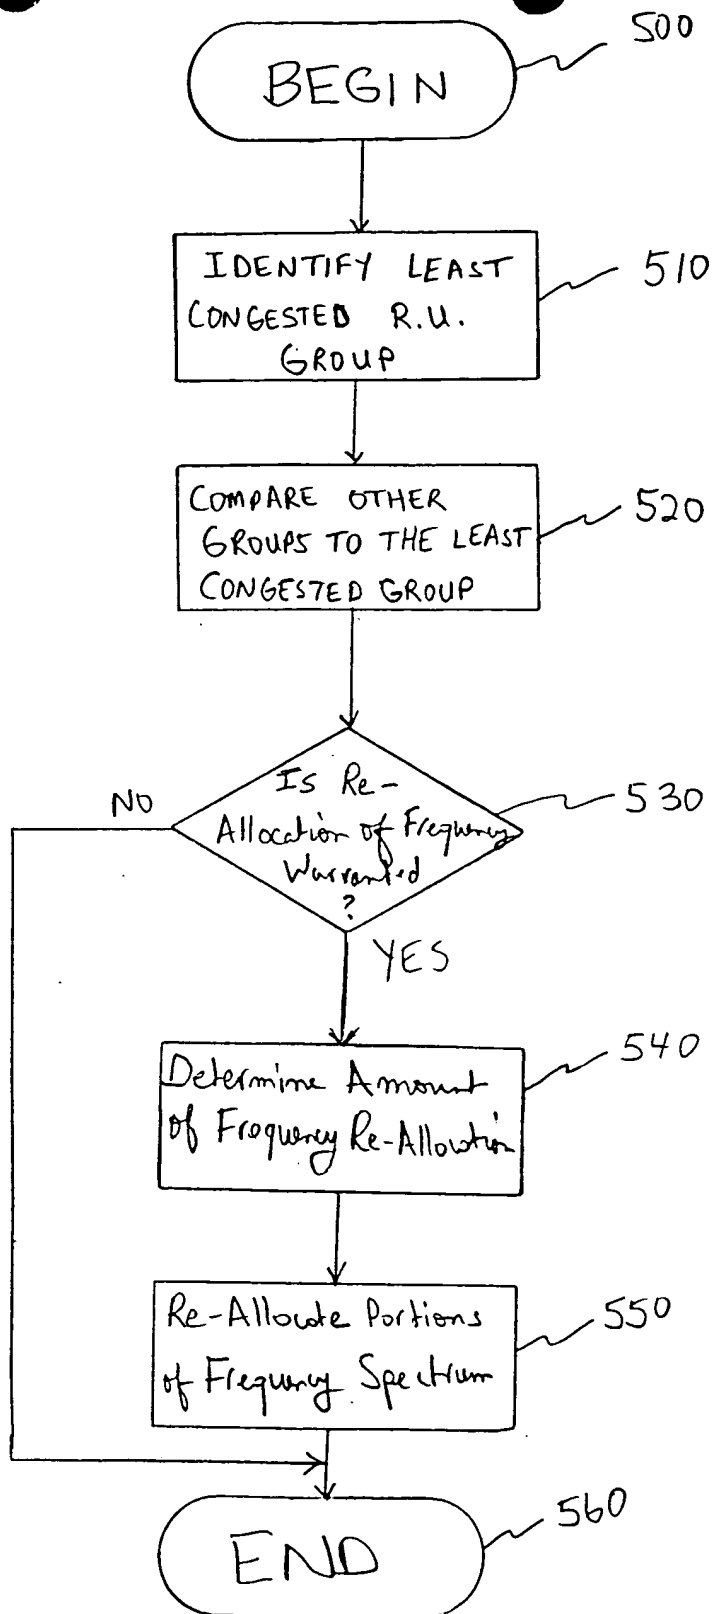 500
BEGIN
IDENTIFY LEAST
510
CONGESTED R.U.
GROUP
COMPARE OTHER
520
GROUPS TO THE LEAST
CONGESTED GROUP
Is Re-
530
NO
Allocation of Frequency
Warranted
?
YES
540
Determine Amount
of Frequency Re-Allocation
550
Re-Allocate Portions
of Frequency Spectrum
560
END